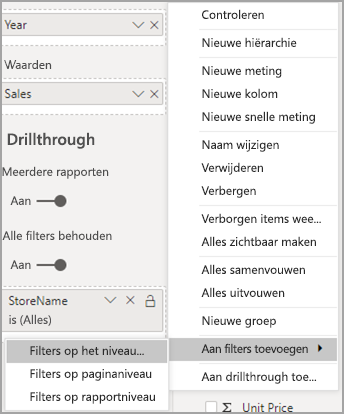 Year
Waarden
Sales
Drillthrough
Meerdere rapporten
Aan
Alle filters behouden
Aan
StoreName
is (Alles)
Filters op het niveau...
Filters op paginaniveau
Filters op rapportniveau
Controleren
Nieuwe hiërarchie
Nieuwe meting
Nieuwe kolom
Nieuwe snelle meting
Naam wijzigen
Verwijderen
Verbergen
Verborgen items wee...
Alles zichtbaar maken
Alles samenvouwen
Alles uitvouwen
Nieuwe groep
Aan filters toevoegen
Aan drillthrough toe...
Σ Unit Price